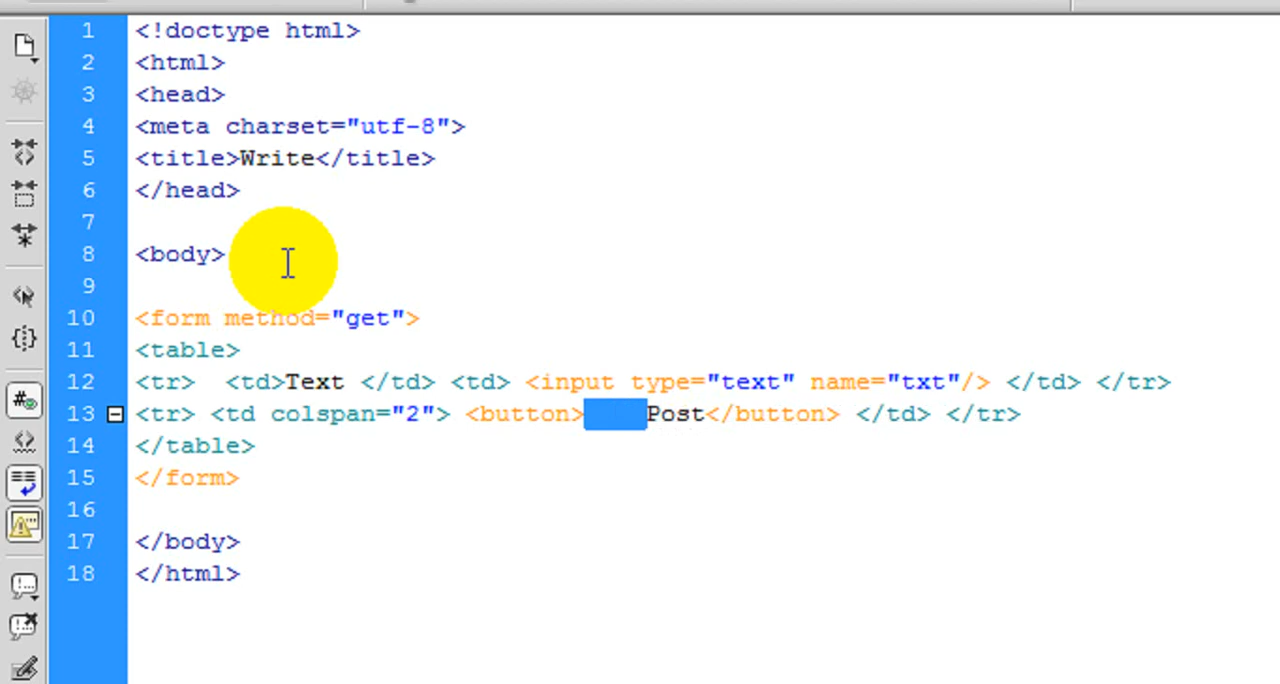 1 <!doctype html>
2 <html>
3 <head>
4 <meta charset="utf-8">
5 <title>Write</title>
6 </head>
7
8 <body>
9
10 <form method="get">
11 <table>
12 <tr>  <td>Text </td> <td> <input type="text" name="txt"/> </td> </tr>
13 <tr> <td colspan="2"> <button>    Post</button> </td> </tr>
14 </table>
15 </form>
16
17 </body>
18 </html>